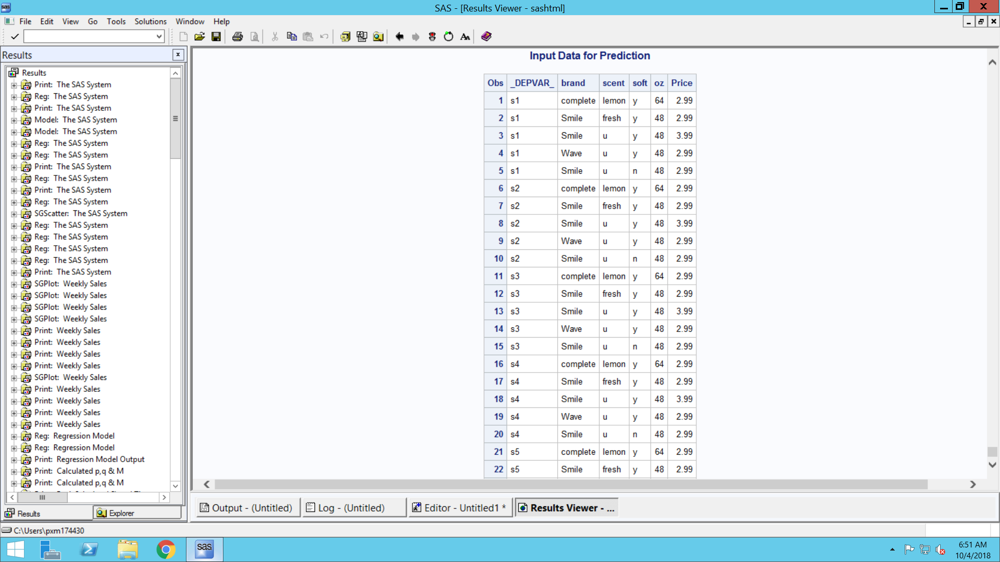 SAS - [Results Viewer - sashtml]
File Edit View Go Tools Solutions Window Help
Results
Results
Print: The SAS System
Reg: The SAS System
Print: The SAS System
Model: The SAS System
Model: The SAS System
Reg: The SAS System
Reg: The SAS System
Print: The SAS System
Reg: The SAS System
Print: The SAS System
Reg: The SAS System
SGScatter: The SAS System
Reg: The SAS System
Reg: The SAS System
Reg: The SAS System
Reg: The SAS System
Print: The SAS System
SGPlot: Weekly Sales
SGPlot: Weekly Sales
SGPlot: Weekly Sales
SGPlot: Weekly Sales
Print: Weekly Sales
Print: Weekly Sales
Print: Weekly Sales
Print: Weekly Sales
SGPlot: Weekly Sales
Print: Weekly Sales
Print: Weekly Sales
Print: Weekly Sales
Print: Weekly Sales
Reg: Regression Model
Reg: Regression Model
Print: Regression Model Output
Print: Calculated p,q & M
Print: Calculated p,q & M
Results Explorer
Input Data for Prediction
Obs _DEPVAR_ brand scent soft oz Price
1 s1 complete lemon y 64 2.99
2 s1 Smile fresh y 48 2.99
3 s1 Smile u y 48 3.99
4 s1 Wave u y 48 2.99
5 s1 Smile u n 48 2.99
6 s2 complete lemon y 64 2.99
7 s2 Smile fresh y 48 2.99
8 s2 Smile u y 48 3.99
9 s2 Wave u y 48 2.99
10 s2 Smile u n 48 2.99
11 s3 complete lemon y 64 2.99
12 s3 Smile fresh y 48 2.99
13 s3 Smile u y 48 3.99
14 s3 Wave u y 48 2.99
15 s3 Smile u n 48 2.99
16 s4 complete lemon y 64 2.99
17 s4 Smile fresh y 48 2.99
18 s4 Smile u y 48 3.99
19 s4 Wave u y 48 2.99
20 s4 Smile u n 48 2.99
21 s5 complete lemon y 64 2.99
22 s5 Smile fresh y 48 2.99
Output - (Untitled) Log - (Untitled) Editor - Untitled1 * Results Viewer - ...
C:\Users\pxm174430
sas
6:51 AM
10/4/2018